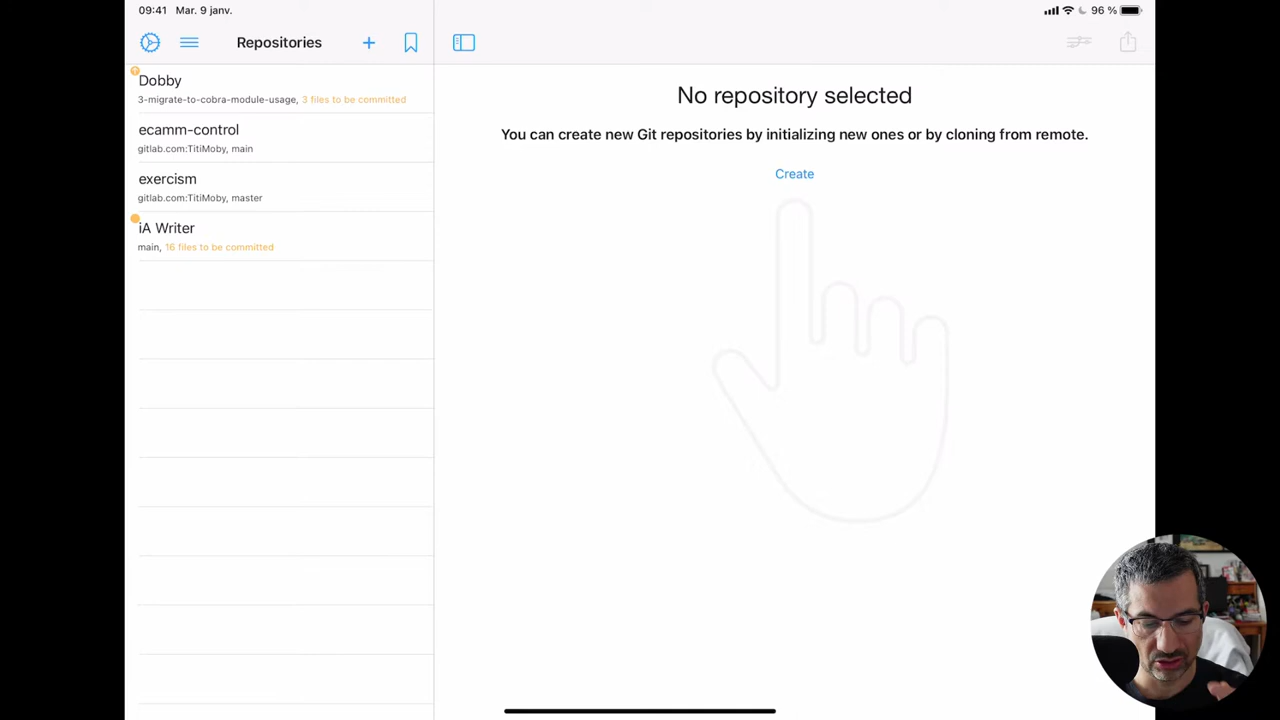 09:41 Mar. 9 janv.
96 %
Repositories
Dobby
3-migrate-to-cobra-module-usage, 3 files to be committed
ecamm-control
gitlab.com:TitiMoby, main
exercism
gitlab.com:TitiMoby, master
iA Writer
main, 16 files to be committed
No repository selected
You can create new Git repositories by initializing new ones or by cloning from remote.
Create